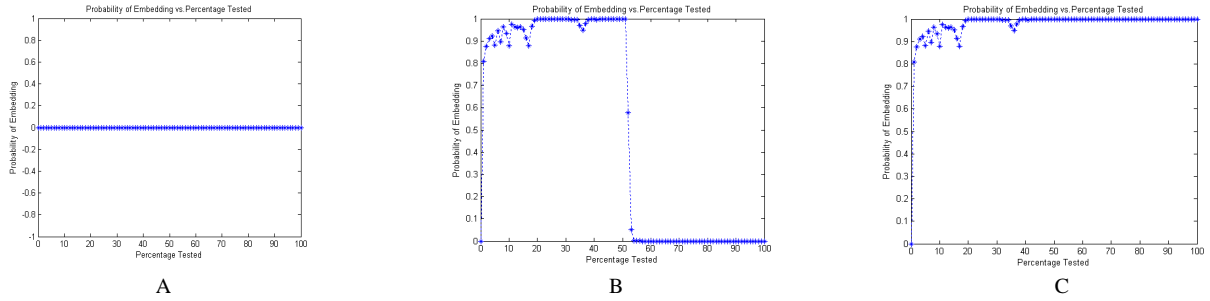 Probability of Embedding vs.Percentage Tested
1
0.8
0.6
0.4
0.2
0
-0.2
-0.4
-0.6
-0.8
-1
Probability of Embedding
0 10 20 30 40 50 60 70 80 90 100
Percentage Tested
A
Probability of Embedding vs.Percentage Tested
1
0.9
0.8
0.7
0.6
0.5
0.4
0.3
0.2
0.1
0
Probability of Embedding
0 10 20 30 40 50 60 70 80 90 100
Percentage Tested
B
Probability of Embedding vs.Percentage Tested
1
0.9
0.8
0.7
0.6
0.5
0.4
0.3
0.2
0.1
0
Probability of Embedding
0 10 20 30 40 50 60 70 80 90 100
Percentage Tested
C